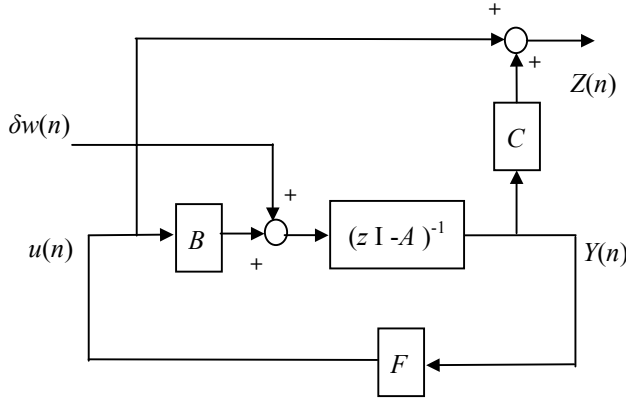 +
+
Z(n)
δw(n)
C
+
B
(z I -A )⁻¹
u(n)
+
Y(n)
F